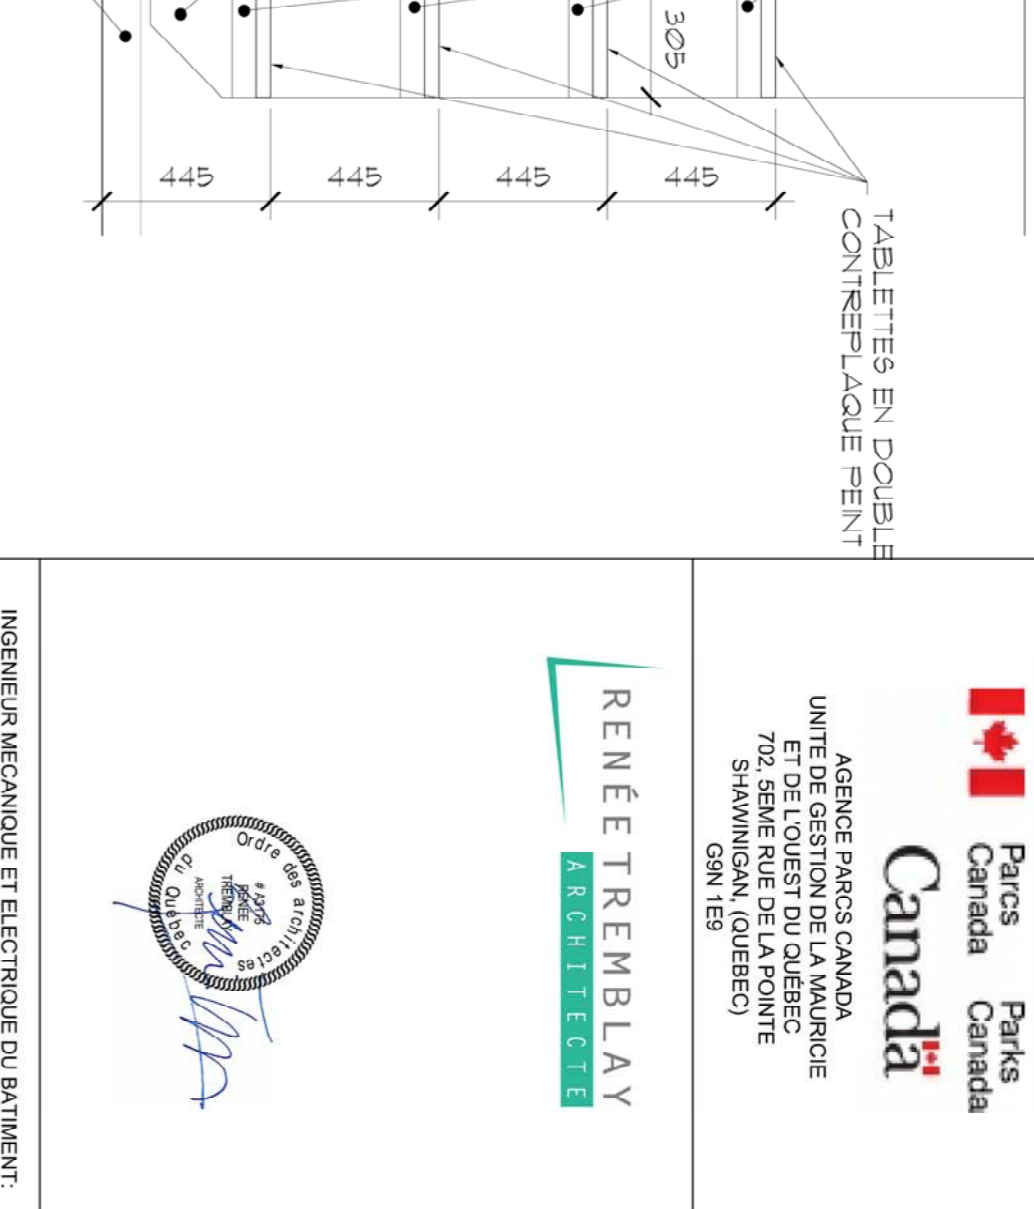 305
445
445
445
445
TABLETTES EN DOUBLE
CONTREPLAQUE PEINT
Parcs
Canada
Parks
Canada
Canada
AGENCE PARCS CANADA
UNITE DE GESTION DE LA MAURICIE
ET DE L'OUEST DU QUÉBEC
702, 5EME RUE DE LA POINTE
SHAWINIGAN, (QUEBEC)
G9N 1E9
RENÉE TREMBLAY
ARCHITECTE
Ordre des architectes
du Québec
RENÉE
TREMBLAY
ARCHITECTE
INGENIEUR MECANIQUE ET ELECTRIQUE DU BATIMENT: